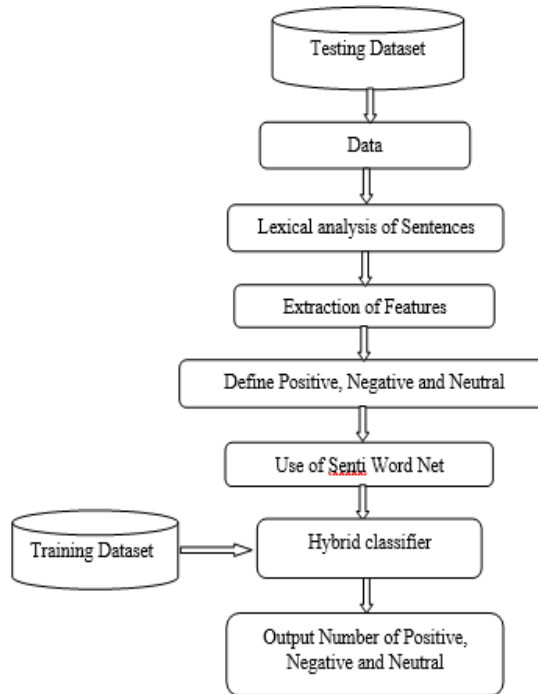 Testing Dataset
Data
Lexical analysis of Sentences
Extraction of Features
Define Positive, Negative and Neutral
Use of Senti Word Net
Training Dataset
Hybrid classifier
Output Number of Positive,
Negative and Neutral